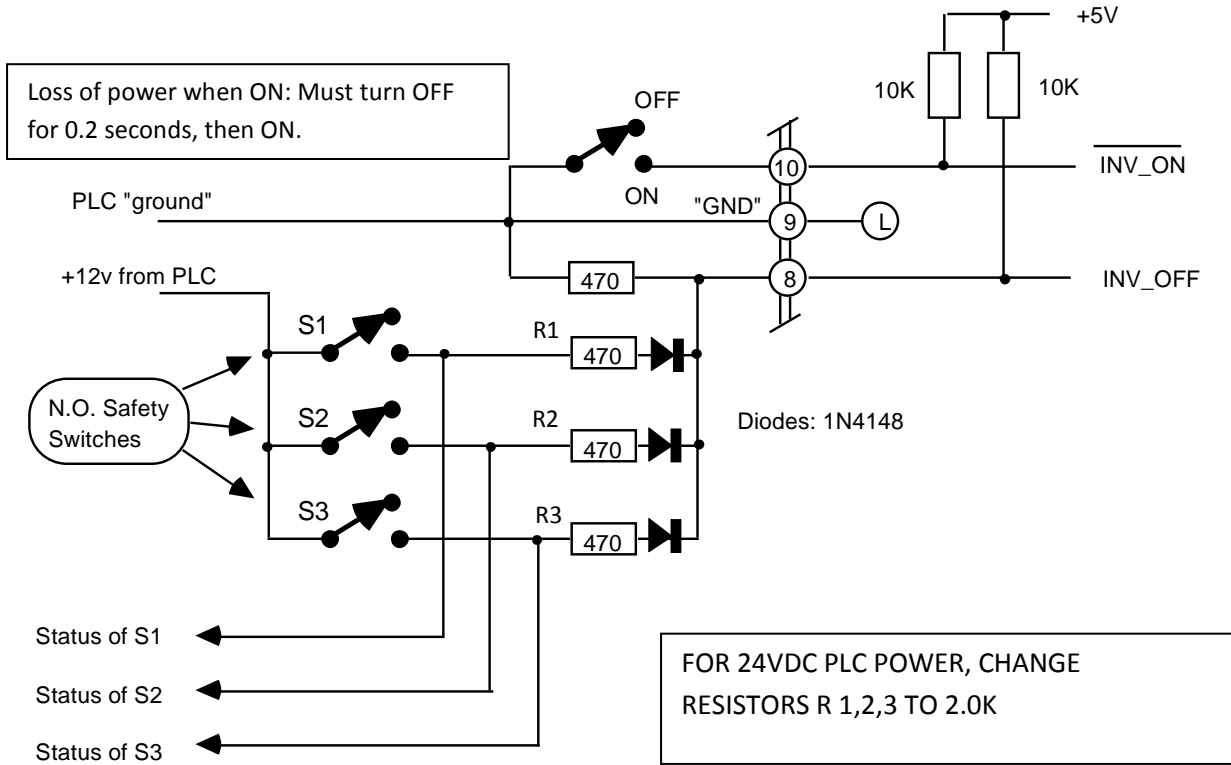 +5V
Loss of power when ON: Must turn OFF
for 0.2 seconds, then ON.
10K
10K
OFF
ON
10
INV_ON
PLC "ground"
"GND"
9
L
+12v from PLC
470
8
INV_OFF
S1
R1
470
N.O. Safety
Switches
S2
R2
470
Diodes: 1N4148
S3
R3
470
Status of S1
Status of S2
Status of S3
FOR 24VDC PLC POWER, CHANGE
RESISTORS R 1,2,3 TO 2.0K